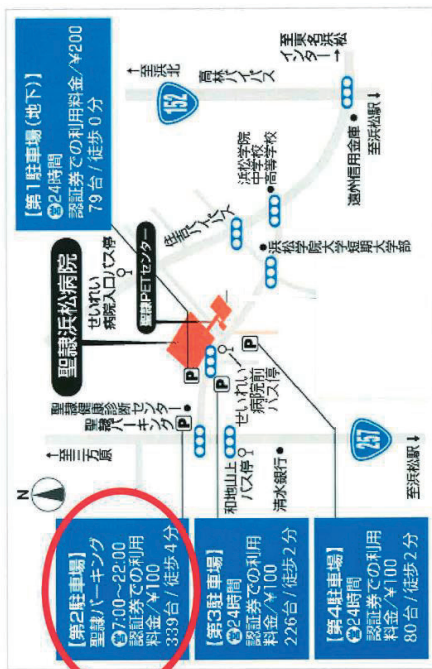 【第1駐車場(地下)】
営24時間
認証券での利用料金/¥200
79台/徒歩0分
↑至浜北
高林バイパス
152
至東名浜松
インター→
聖隷浜松病院
せいれい
病院入口バス停
聖隷PETセンター
住吉バイパス
浜松学院
中学校
高等学校
遠州信用金庫
至浜松駅↓
浜松学院大学短期大学部
N
↑至三方原
聖隷健康診断センター
聖隷パーキング
P
P
P
P
せいれい
病院前
バス停
和地山上
バス停
清水銀行
257
至浜松駅↓
【第2駐車場】
聖隷パーキング
営7:00~22:00
認証券での利用
料金/¥100
339台/徒歩4分
【第3駐車場】
営24時間
認証券での利用
料金/¥100
226台/徒歩2分
【第4駐車場】
営24時間
認証券での利用
料金/¥100
80台/徒歩2分